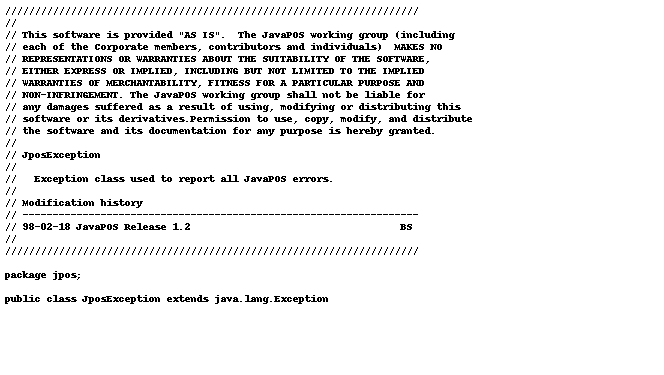 //////////////////////////////////////////////////////////////////////
//
// This software is provided "AS IS".  The JavaPOS working group (including
// each of the Corporate members, contributors and individuals)  MAKES NO
// REPRESENTATIONS OR WARRANTIES ABOUT THE SUITABILITY OF THE SOFTWARE,
// EITHER EXPRESS OR IMPLIED, INCLUDING BUT NOT LIMITED TO THE IMPLIED
// WARRANTIES OF MERCHANTABILITY, FITNESS FOR A PARTICULAR PURPOSE AND
// NON-INFRINGEMENT. The JavaPOS working group shall not be liable for
// any damages suffered as a result of using, modifying or distributing this
// software or its derivatives.Permission to use, copy, modify, and distribute
// the software and its documentation for any purpose is hereby granted.
//
// JposException
//
//   Exception class used to report all JavaPOS errors.
//
// Modification history
// ------------------------------------------------------------------
// 98-02-18 JavaPOS Release 1.2                                   BS
//
//////////////////////////////////////////////////////////////////////
package jpos;
public class JposException extends java.lang.Exception